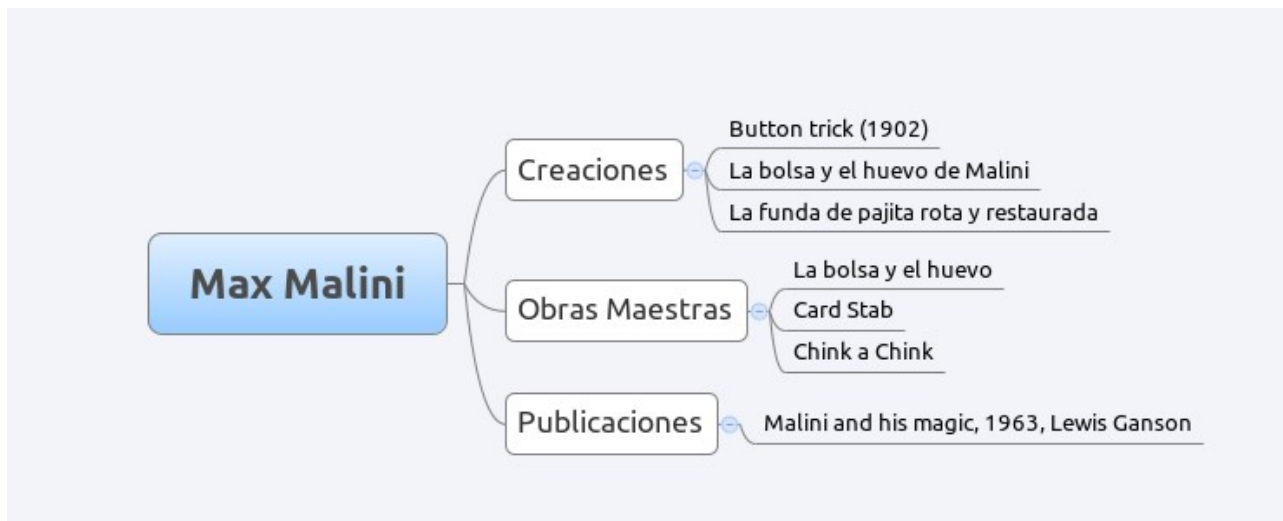 Max Malini
Creaciones
Button trick (1902)
La bolsa y el huevo de Malini
La funda de pajita rota y restaurada
Obras Maestras
La bolsa y el huevo
Card Stab
Chink a Chink
Publicaciones
Malini and his magic, 1963, Lewis Ganson